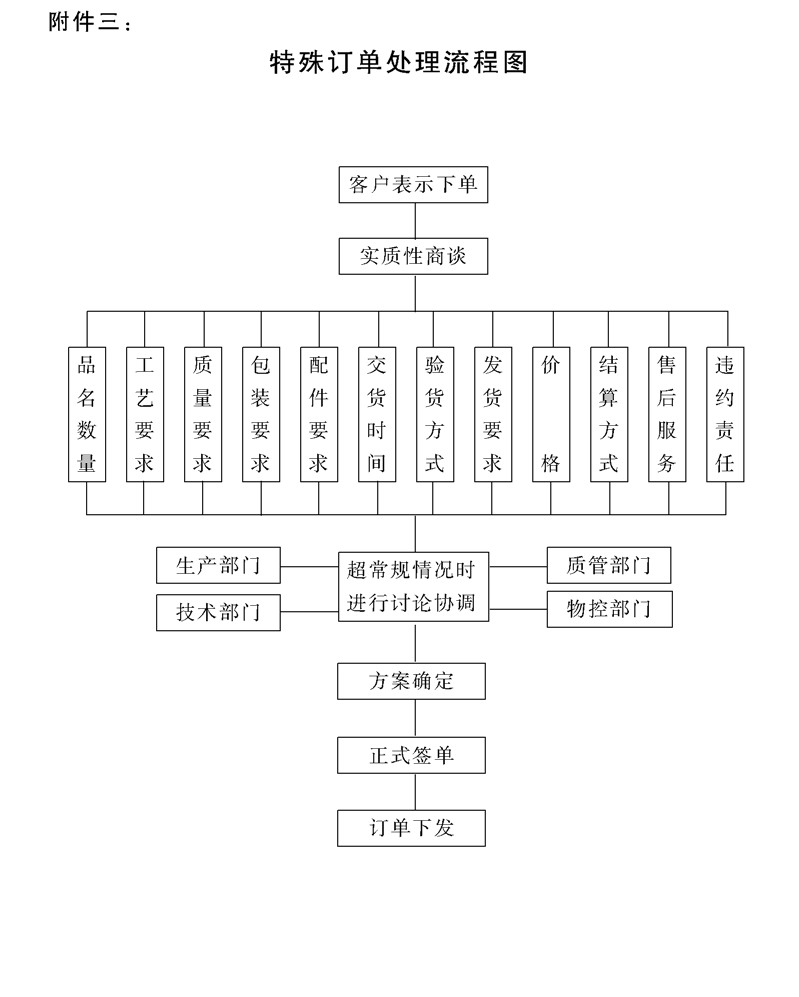 附件三：
特殊订单处理流程图
客户表示下单
实质性商谈
品名数量
工艺要求
质量要求
包装要求
配件要求
交货时间
验货方式
发货要求
价格
结算方式
售后服务
违约责任
生产部门
技术部门
超常规情况时
进行讨论协调
质管部门
物控部门
方案确定
正式签单
订单下发